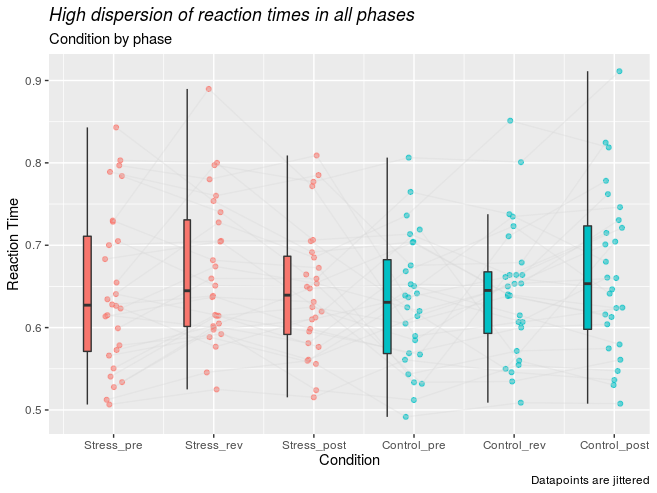 High dispersion of reaction times in all phases
Condition by phase
Reaction Time
0.9
0.8
0.7
0.6
0.5
Stress_pre Stress_rev Stress_post Control_pre Control_rev Control_post
Condition
Datapoints are jittered